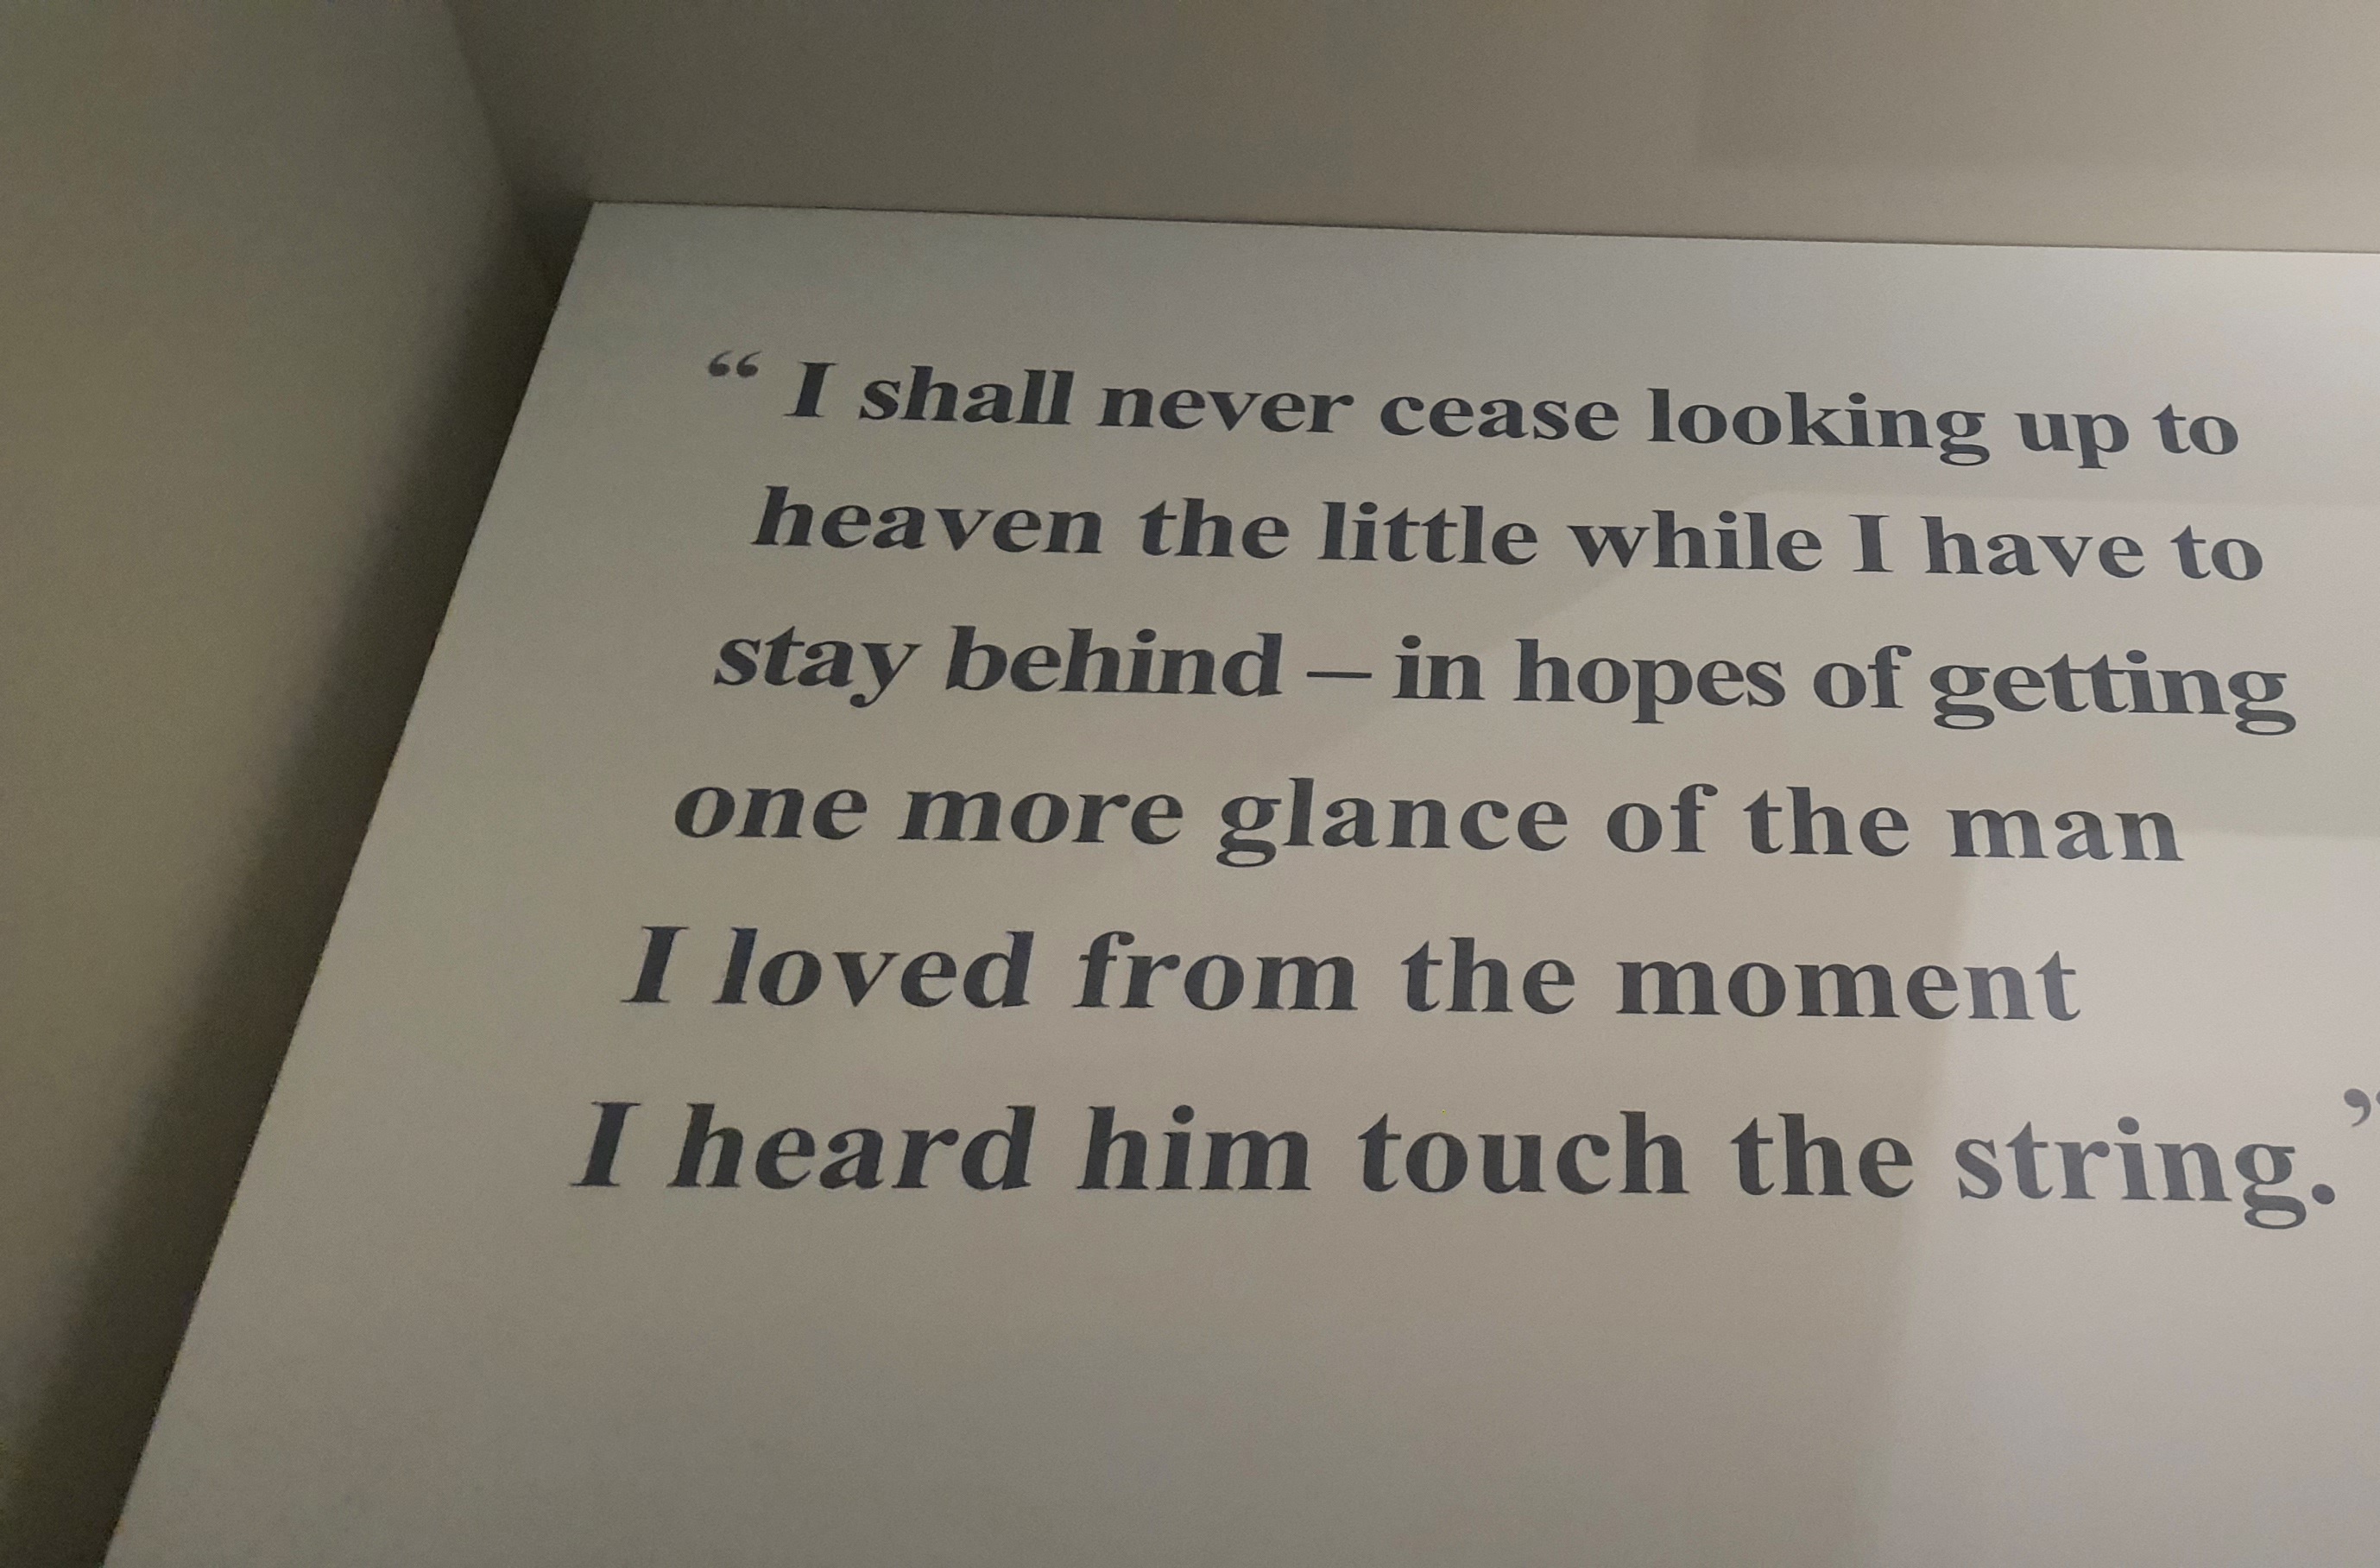 “ I shall never cease looking up to
heaven the little while I have to
stay behind – in hopes of getting
one more glance of the man
I loved from the moment
I heard him touch the string.”